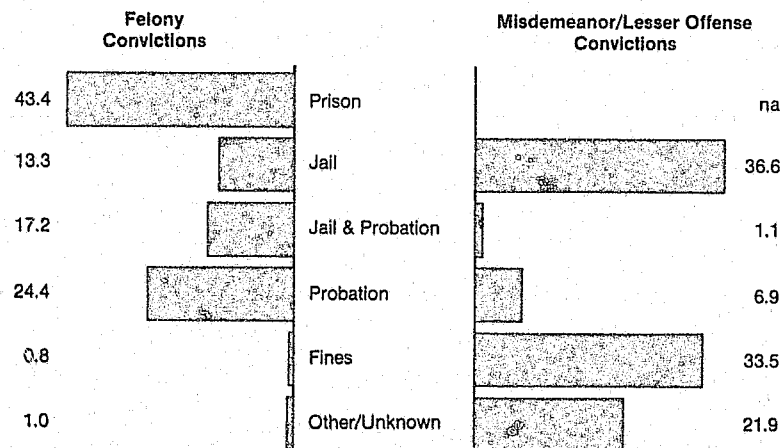 Felony
Convictions
Misdemeanor/Lesser Offense
Convictions
43.4 Prison na
13.3 Jail 36.6
17.2 Jail & Probation 1.1
24.4 Probation 6.9
0.8 Fines 33.5
1.0 Other/Unknown 21.9